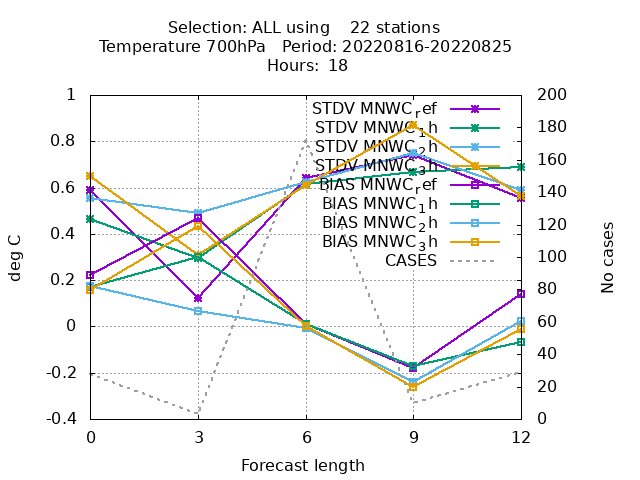 Selection: ALL using    22 stations
Temperature 700hPa   Period: 20220816-20220825
Hours:  18
1
0.8
0.6
0.4
0.2
0
-0.2
-0.4
deg C
200
180
160
140
120
100
80
60
40
20
0
No cases
STDV MNWC_ref
STDV MNWC_1h
STDV MNWC_2h
STDV MNWC_3h
BIAS MNWC_ref
BIAS MNWC_1h
BIAS MNWC_2h
BIAS MNWC_3h
CASES
0 3 6 9 12
Forecast length